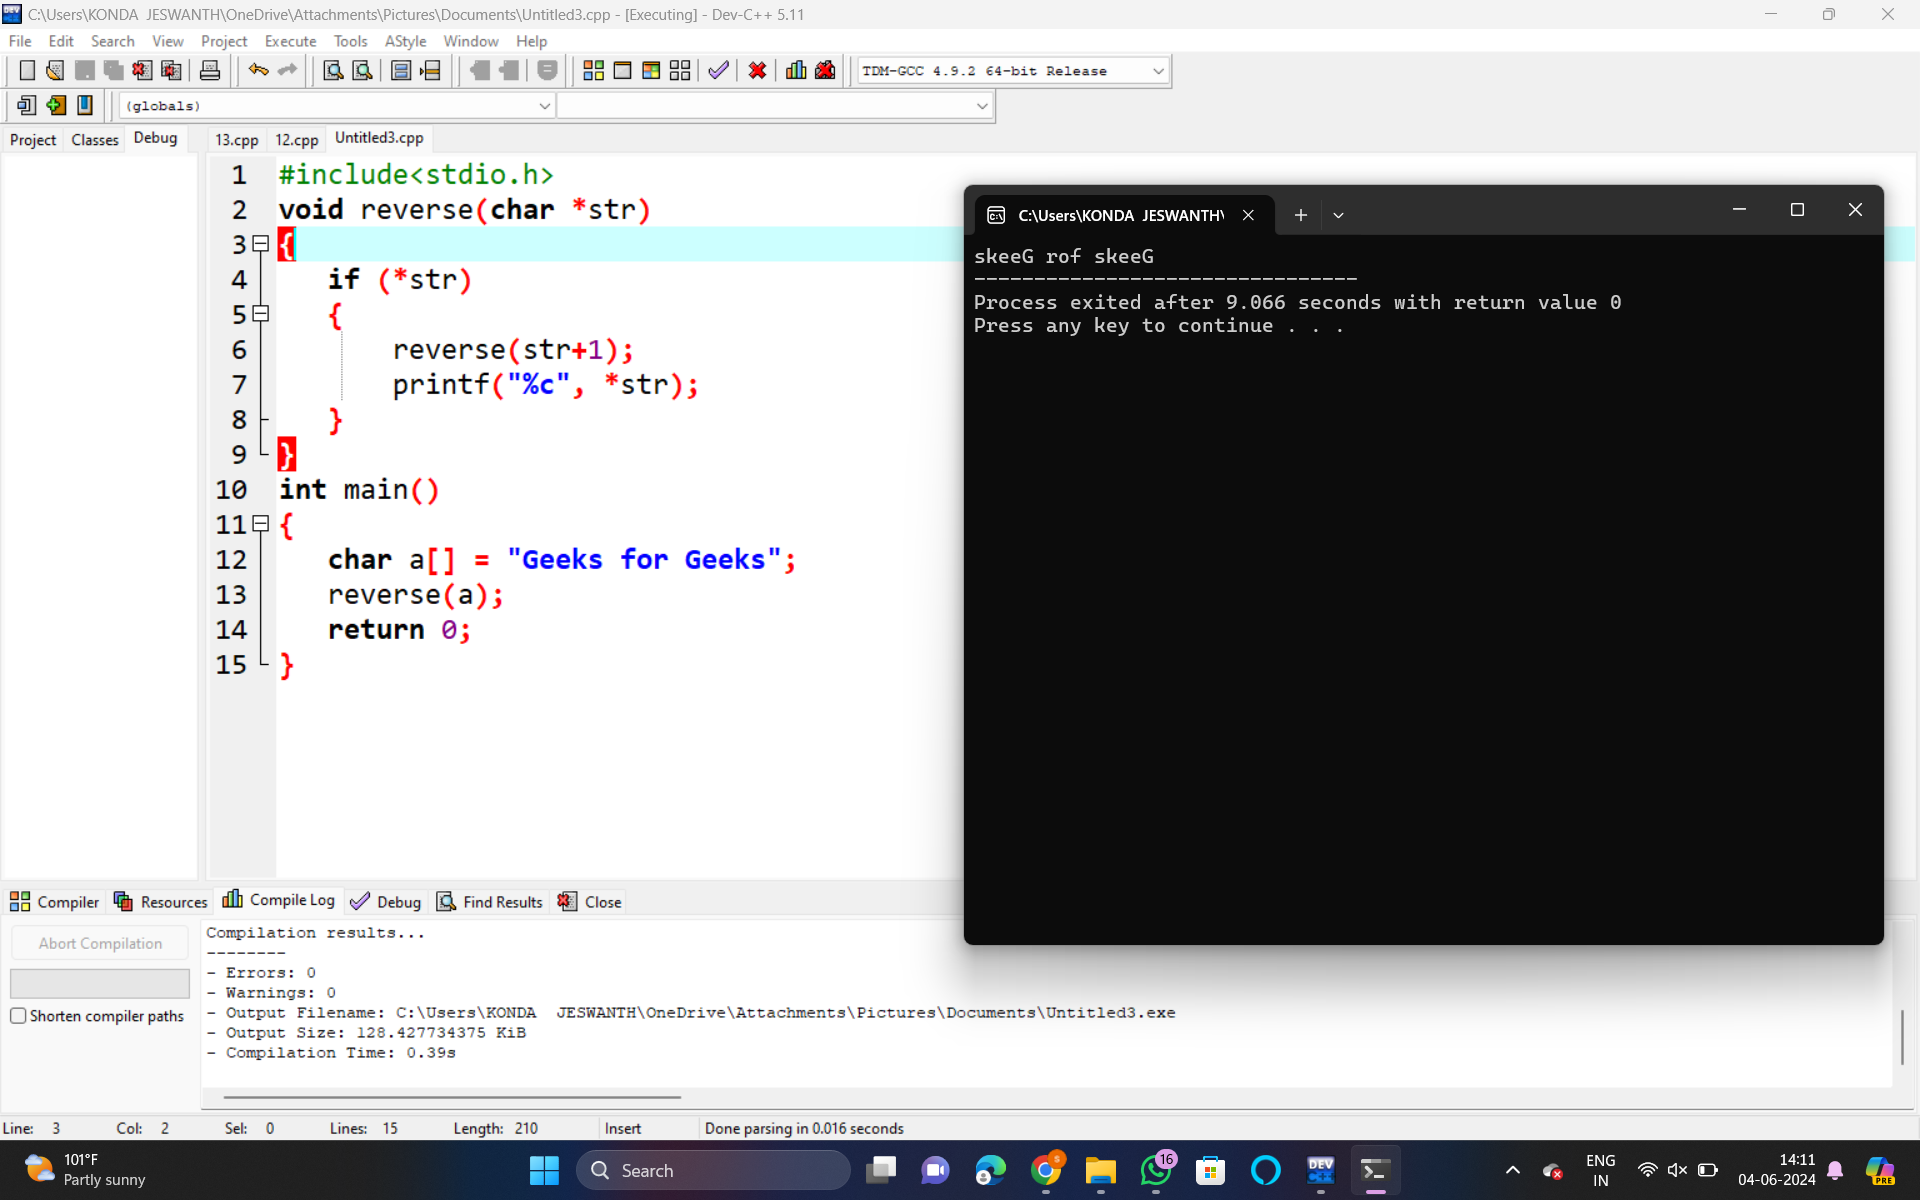 C:\Users\KONDA  JESWANTH\OneDrive\Attachments\Pictures\Documents\Untitled3.cpp - [Executing] - Dev-C++ 5.11
File Edit Search View Project Execute Tools AStyle Window Help
TDM-GCC 4.9.2 64-bit Release
(globals)
Project Classes Debug 13.cpp 12.cpp Untitled3.cpp
1 #include<stdio.h>
2 void reverse(char *str)
3 {
4 if (*str)
5 {
6 reverse(str+1);
7 printf("%c", *str);
8 }
9 }
10 int main()
11 {
12 char a[] = "Geeks for Geeks";
13 reverse(a);
14 return 0;
15 }
C:\Users\KONDA  JESWANTH\
skeeG rof skeeG
--------------------------------
Process exited after 9.066 seconds with return value 0
Press any key to continue . . .
Compiler Resources Compile Log Debug Find Results Close
Abort Compilation
Shorten compiler paths
Compilation results...
--------
- Errors: 0
- Warnings: 0
- Output Filename: C:\Users\KONDA  JESWANTH\OneDrive\Attachments\Pictures\Documents\Untitled3.exe
- Output Size: 128.427734375 KiB
- Compilation Time: 0.39s
Line: 3 Col: 2 Sel: 0 Lines: 15 Length: 210 Insert Done parsing in 0.016 seconds
101°F
Partly sunny
Search
DEV
C++
16
PRE
ENG
IN
14:11
04-06-2024